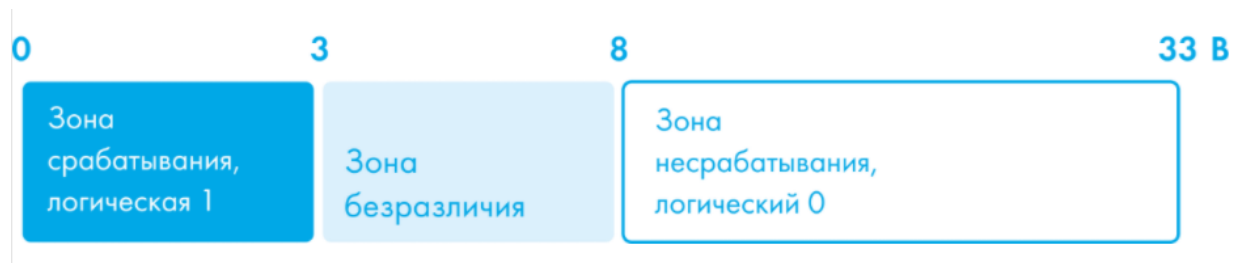 0 3 8 33 В
Зона
срабатывания,
логическая 1
Зона
безразличия
Зона
несрабатывания,
логический 0